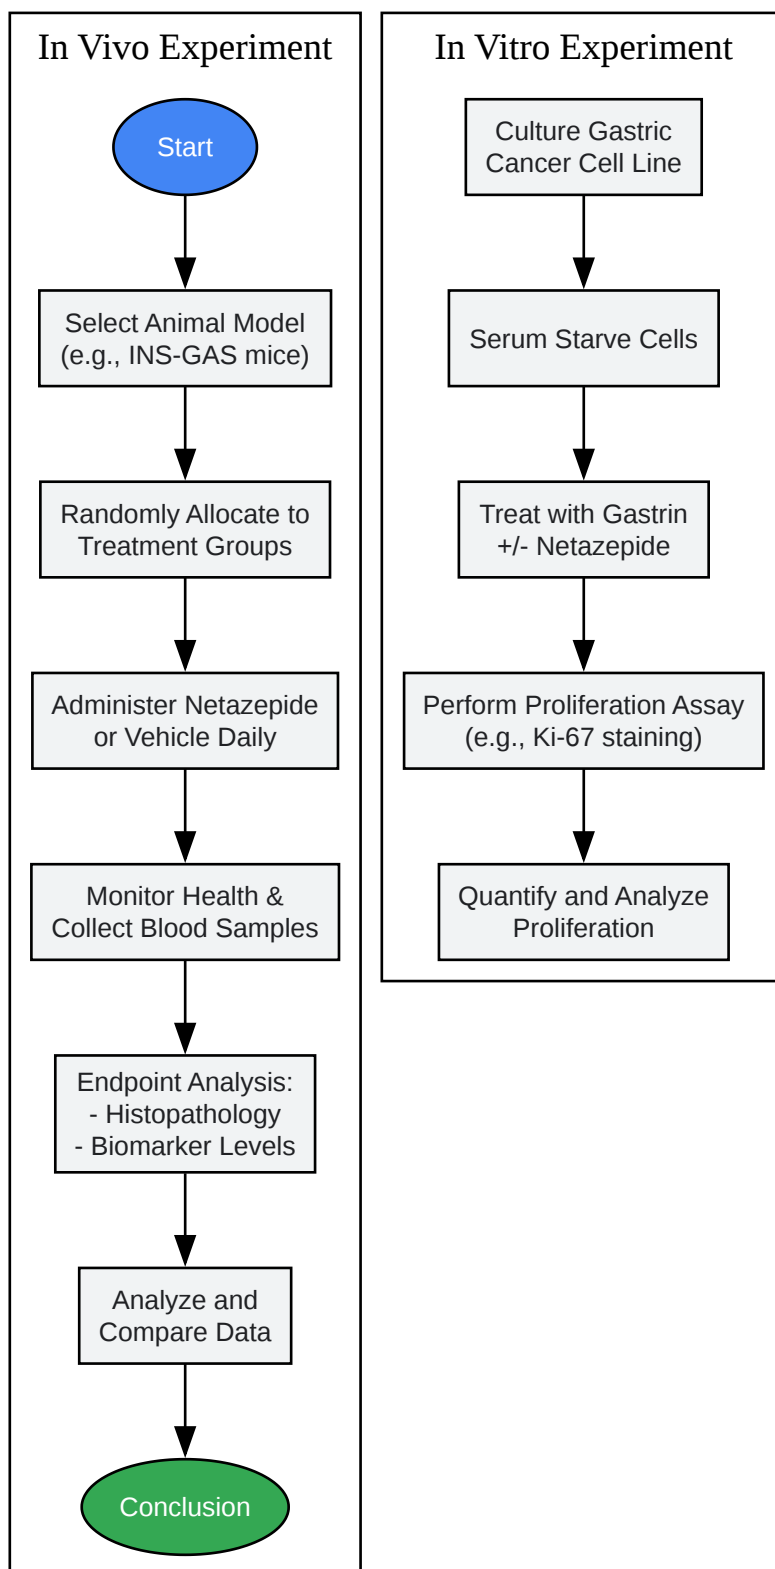 In Vivo Experiment
Start
Select Animal Model
(e.g., INS-GAS mice)
Randomly Allocate to
Treatment Groups
Administer Netazepide
or Vehicle Daily
Monitor Health &
Collect Blood Samples
Endpoint Analysis:
- Histopathology
- Biomarker Levels
Analyze and
Compare Data
Conclusion
In Vitro Experiment
Culture Gastric
Cancer Cell Line
Serum Starve Cells
Treat with Gastrin
+/- Netazepide
Perform Proliferation Assay
(e.g., Ki-67 staining)
Quantify and Analyze
Proliferation